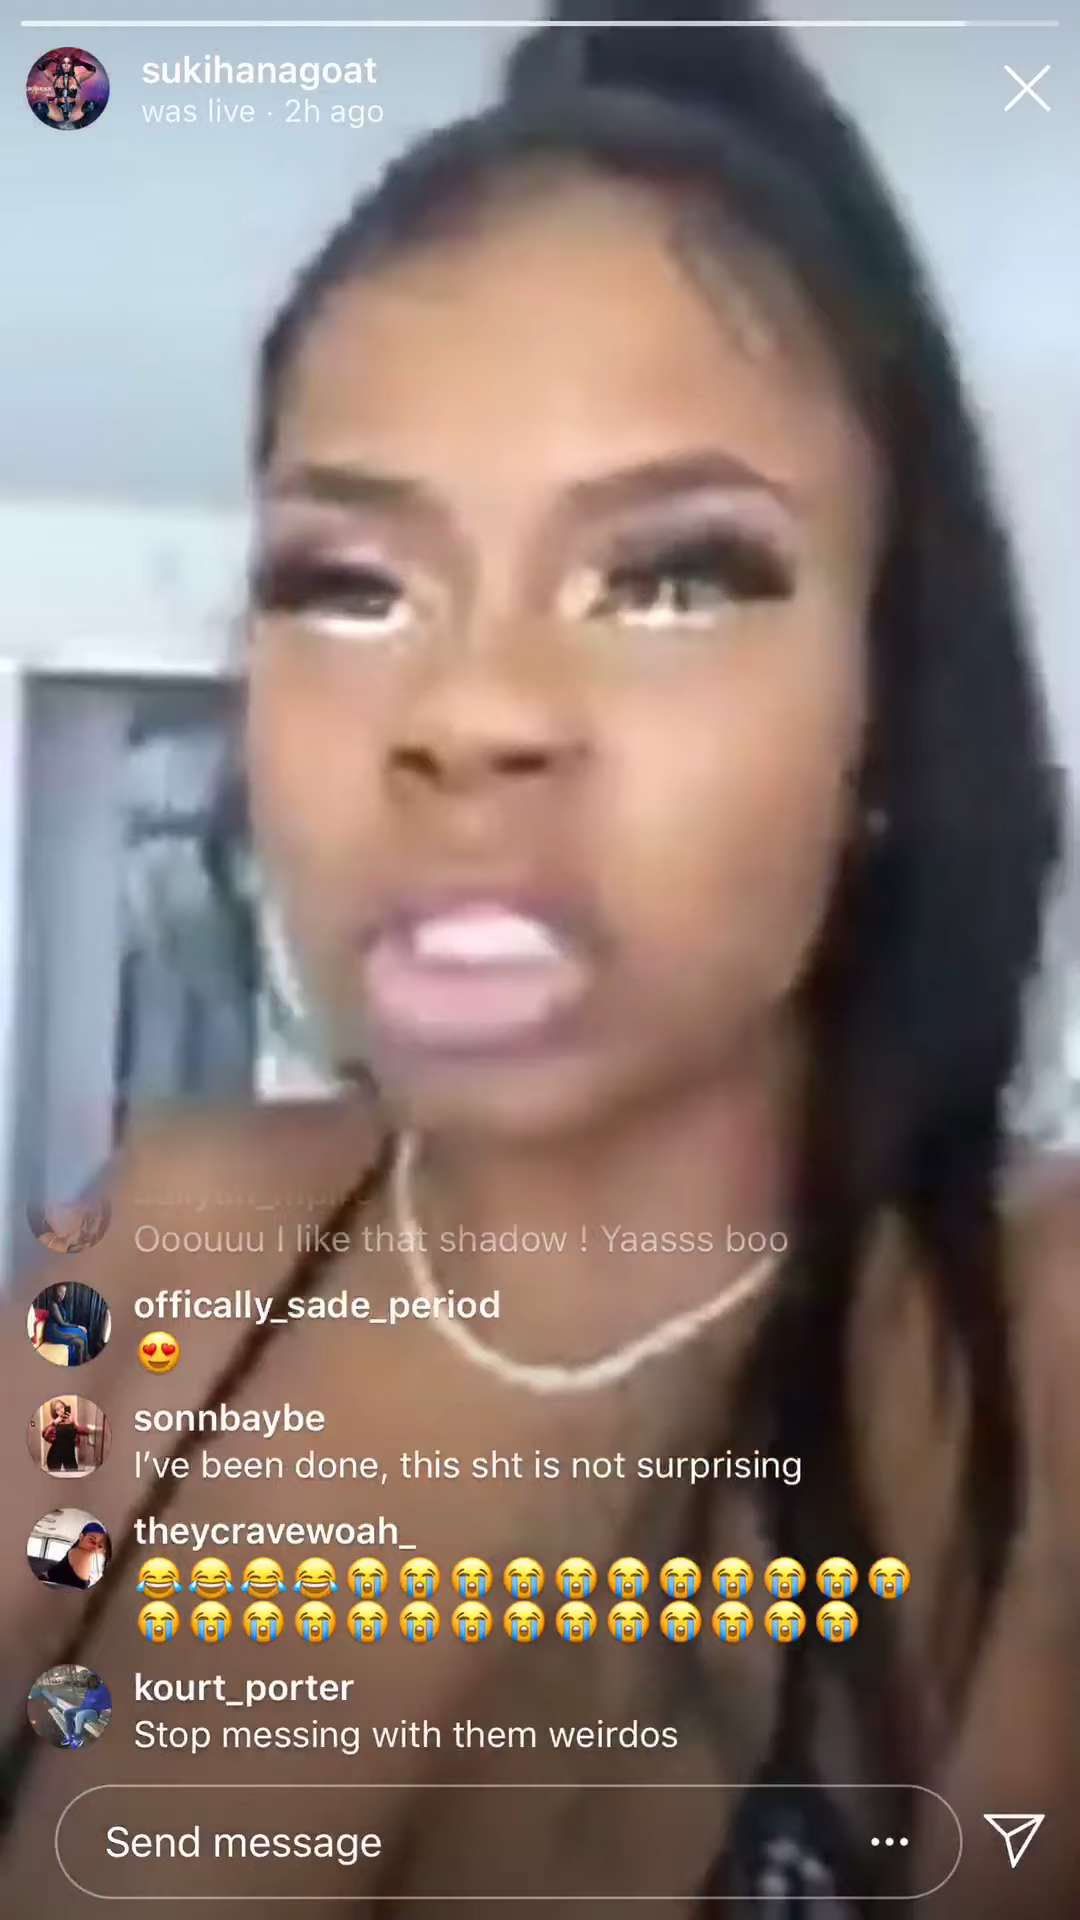 sukihanagoat
was live · 2h ago
Ooouuu I like that shadow ! Yaasss boo
offically_sade_period
😍
sonnbaybe
I've been done, this sht is not surprising
theycravewoah_
😂😂😂😂😭😭😭😭😭😭😭😭😭😭😭
😭😭😭😭😭😭😭😭😭😭😭😭😭😭
kourt_porter
Stop messing with them weirdos
Send message